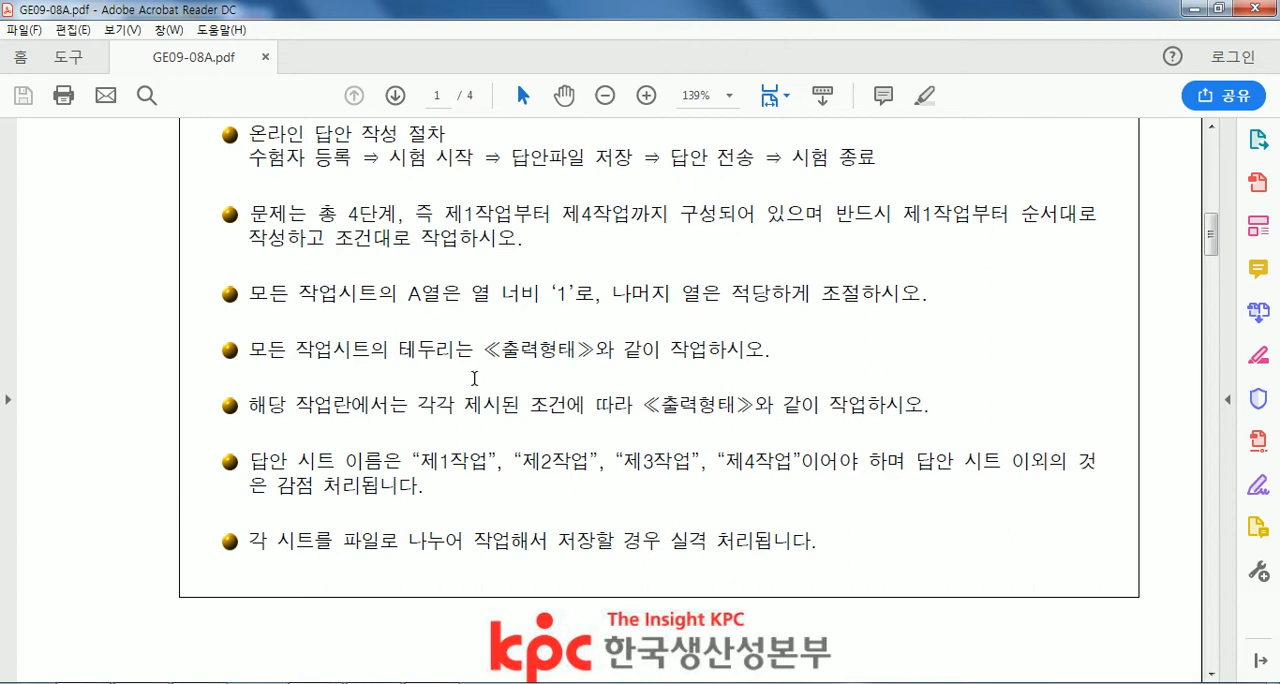 GE09-08A.pdf - Adobe Acrobat Reader DC
파일(F) 편집(E) 보기(V) 창(W) 도움말(H)
홈 도구 GE09-08A.pdf × 로그인
1 / 4 139% 공유
온라인 답안 작성 절차
수험자 등록 ⇒ 시험 시작 ⇒ 답안파일 저장 ⇒ 답안 전송 ⇒ 시험 종료
문제는 총 4단계, 즉 제1작업부터 제4작업까지 구성되어 있으며 반드시 제1작업부터 순서대로
작성하고 조건대로 작업하시오.
모든 작업시트의 A열은 열 너비 ‘1’로, 나머지 열은 적당하게 조절하시오.
모든 작업시트의 테두리는 ≪출력형태≫와 같이 작업하시오.
해당 작업란에서는 각각 제시된 조건에 따라 ≪출력형태≫와 같이 작업하시오.
답안 시트 이름은 “제1작업”, “제2작업”, “제3작업”, “제4작업”이어야 하며 답안 시트 이외의 것
은 감점 처리됩니다.
각 시트를 파일로 나누어 작업해서 저장할 경우 실격 처리됩니다.
The Insight KPC
kpc 한국생산성본부